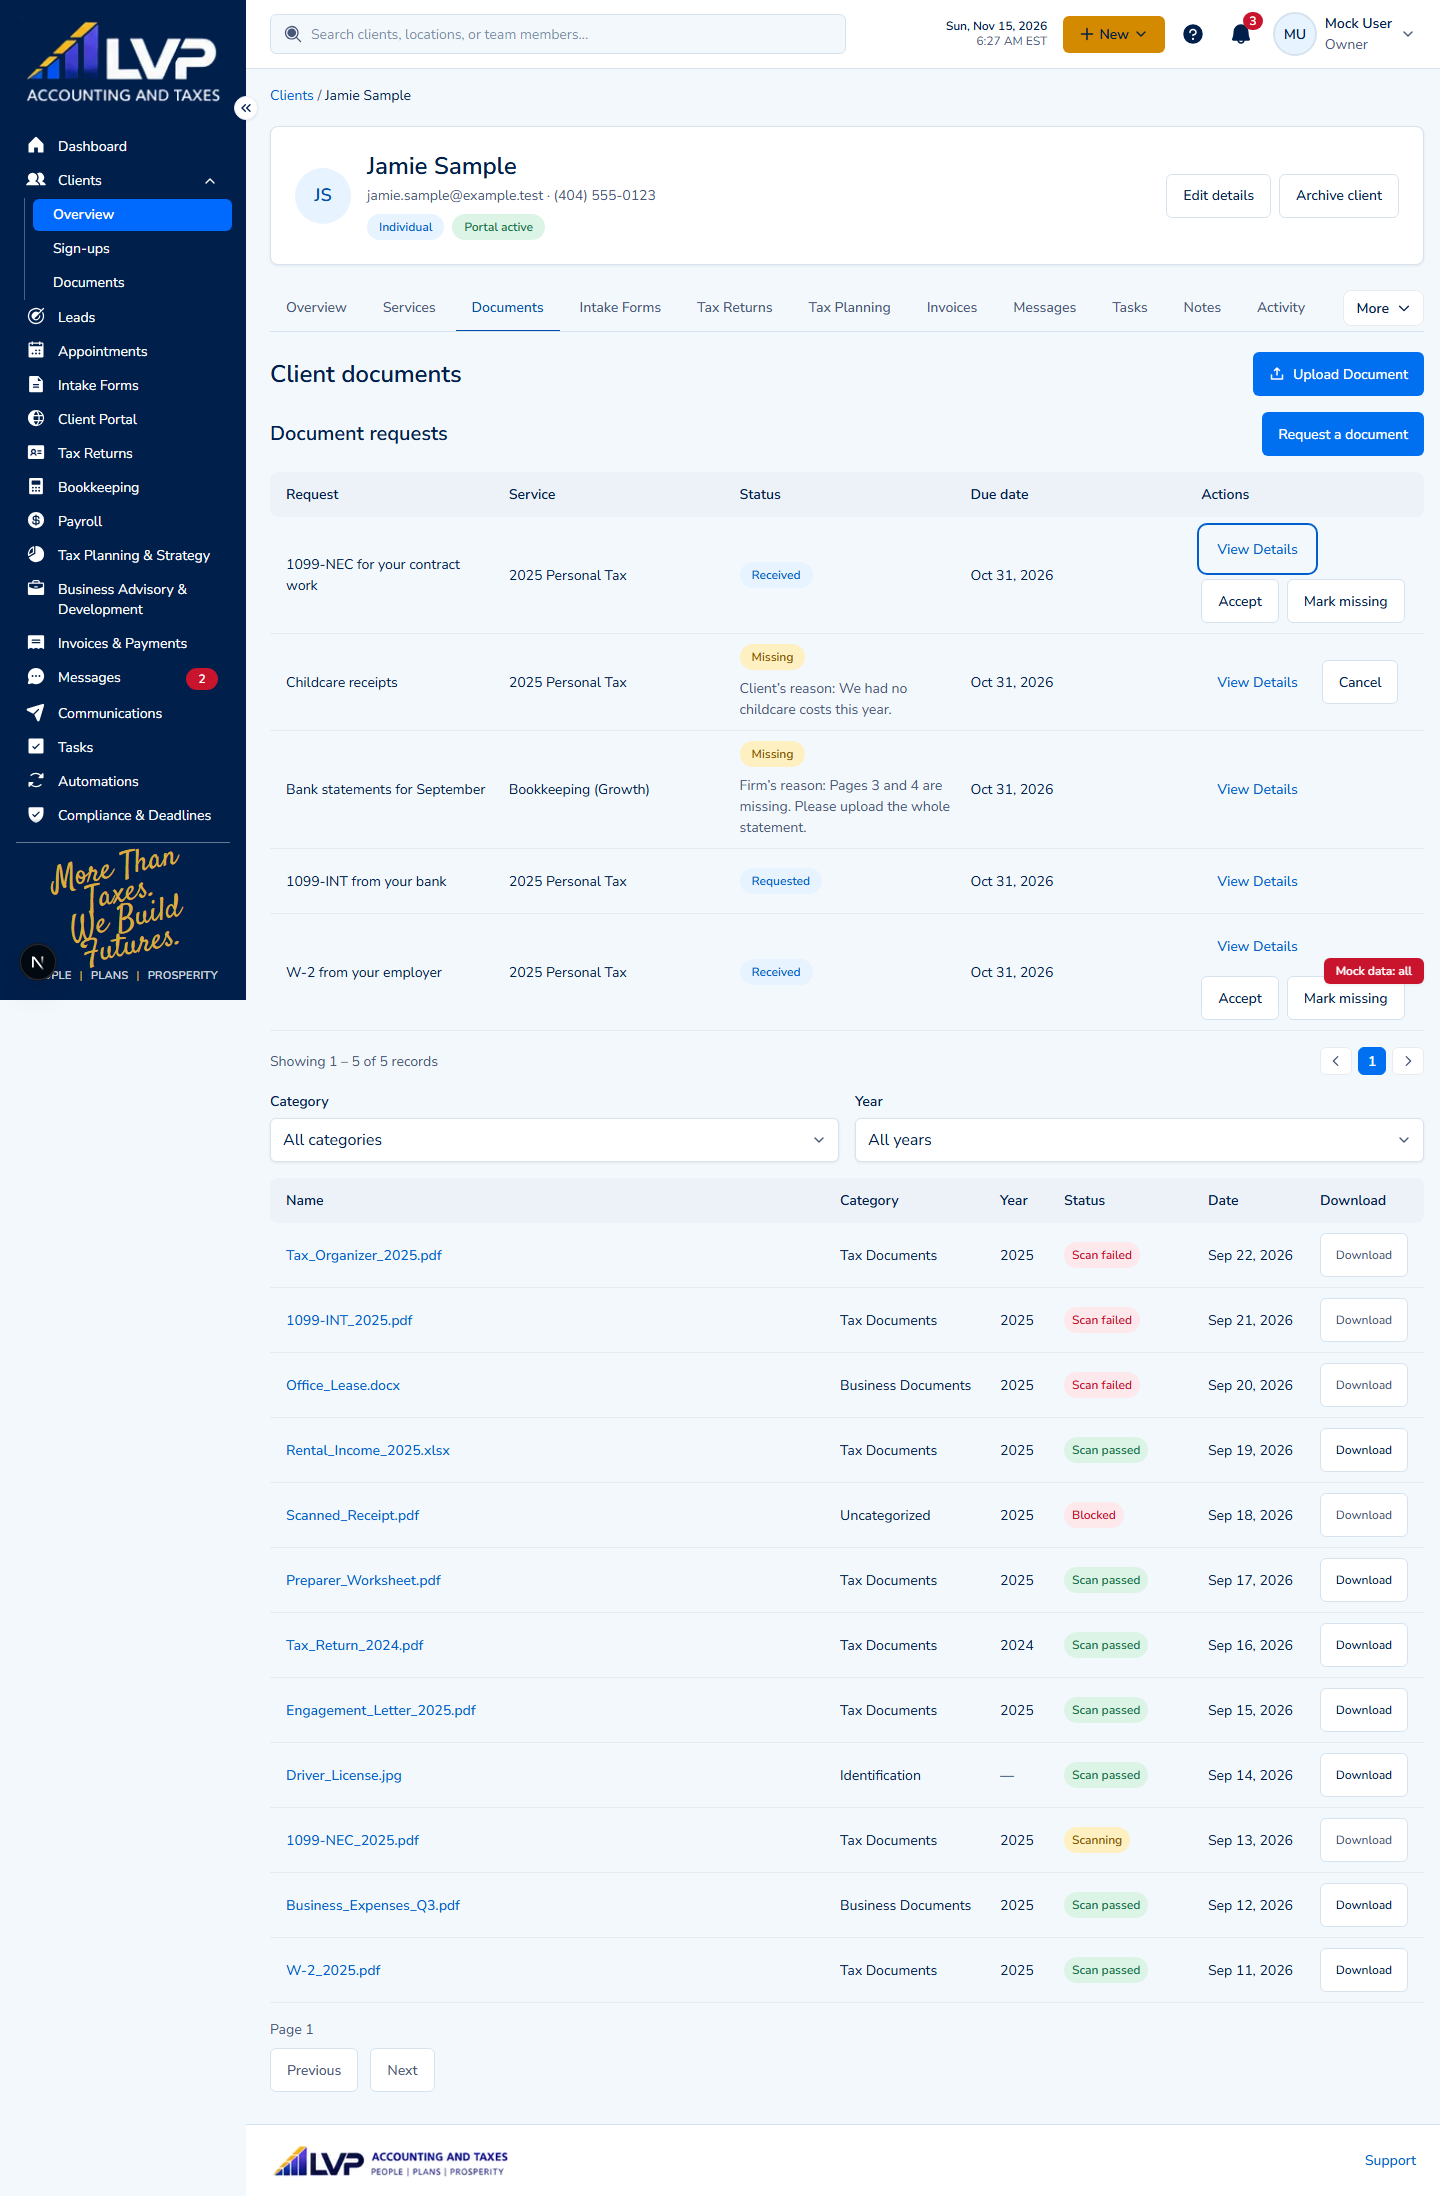 LVP
ACCOUNTING AND TAXES
Search clients, locations, or team members...
Sun, Nov 15, 2026
6:27 AM EST
New
3
MU
Mock User
Owner
Dashboard
Clients
Overview
Sign-ups
Documents
Leads
Appointments
Intake Forms
Client Portal
Tax Returns
Bookkeeping
Payroll
Tax Planning & Strategy
Business Advisory &
Development
Invoices & Payments
Messages 2
Communications
Tasks
Automations
Compliance & Deadlines
More Than
Taxes.
We Build
Futures.
N
PLE | PLANS | PROSPERITY
Clients / Jamie Sample
JS
Jamie Sample
jamie.sample@example.test · (404) 555-0123
Individual Portal active
Edit details Archive client
Overview Services Documents Intake Forms Tax Returns Tax Planning Invoices Messages Tasks Notes Activity More
Client documents
Upload Document
Document requests
Request a document
Request Service Status Due date Actions
1099-NEC for your contract
work
2025 Personal Tax Received Oct 31, 2026
View Details
Accept Mark missing
Childcare receipts 2025 Personal Tax
Missing
Client's reason: We had no
childcare costs this year.
Oct 31, 2026 View Details Cancel
Bank statements for September Bookkeeping (Growth)
Missing
Firm's reason: Pages 3 and 4 are
missing. Please upload the whole
statement.
Oct 31, 2026 View Details
1099-INT from your bank 2025 Personal Tax Requested Oct 31, 2026 View Details
W-2 from your employer 2025 Personal Tax Received Oct 31, 2026
View Details
Mock data: all
Accept Mark missing
Showing 1 – 5 of 5 records
1
Category
All categories
Year
All years
Name Category Year Status Date Download
Tax_Organizer_2025.pdf Tax Documents 2025 Scan failed Sep 22, 2026 Download
1099-INT_2025.pdf Tax Documents 2025 Scan failed Sep 21, 2026 Download
Office_Lease.docx Business Documents 2025 Scan failed Sep 20, 2026 Download
Rental_Income_2025.xlsx Tax Documents 2025 Scan passed Sep 19, 2026 Download
Scanned_Receipt.pdf Uncategorized 2025 Blocked Sep 18, 2026 Download
Preparer_Worksheet.pdf Tax Documents 2025 Scan passed Sep 17, 2026 Download
Tax_Return_2024.pdf Tax Documents 2024 Scan passed Sep 16, 2026 Download
Engagement_Letter_2025.pdf Tax Documents 2025 Scan passed Sep 15, 2026 Download
Driver_License.jpg Identification — Scan passed Sep 14, 2026 Download
1099-NEC_2025.pdf Tax Documents 2025 Scanning Sep 13, 2026 Download
Business_Expenses_Q3.pdf Business Documents 2025 Scan passed Sep 12, 2026 Download
W-2_2025.pdf Tax Documents 2025 Scan passed Sep 11, 2026 Download
Page 1
Previous Next
LVP ACCOUNTING AND TAXES
PEOPLE | PLANS | PROSPERITY
Support